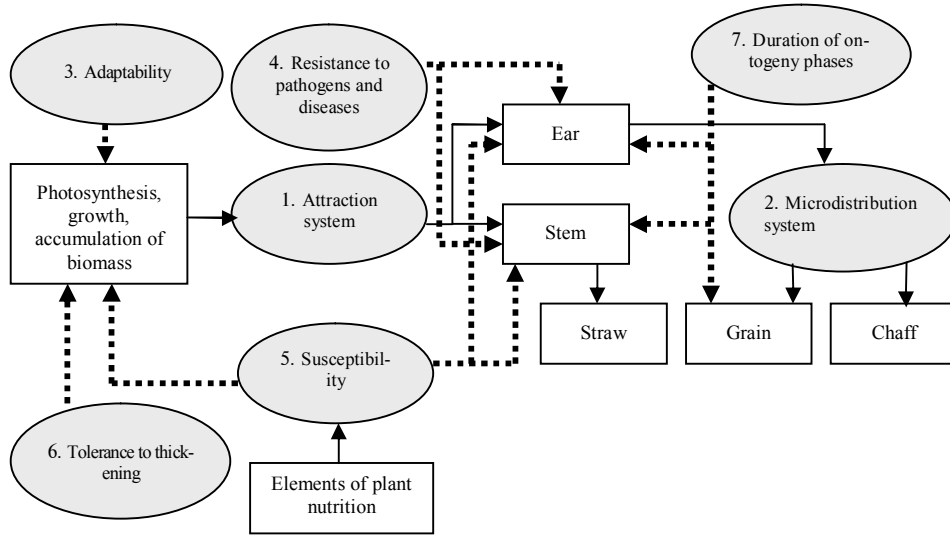 3. Adaptability
4. Resistance to
pathogens and
diseases
7. Duration of on-
togeny phases
Ear
Photosynthesis,
growth,
accumulation of
biomass
1. Attraction
system
Stem
2. Microdistribution
system
Straw
Grain
Chaff
5. Susceptibil-
ity
6. Tolerance to thick-
ening
Elements of plant
nutrition